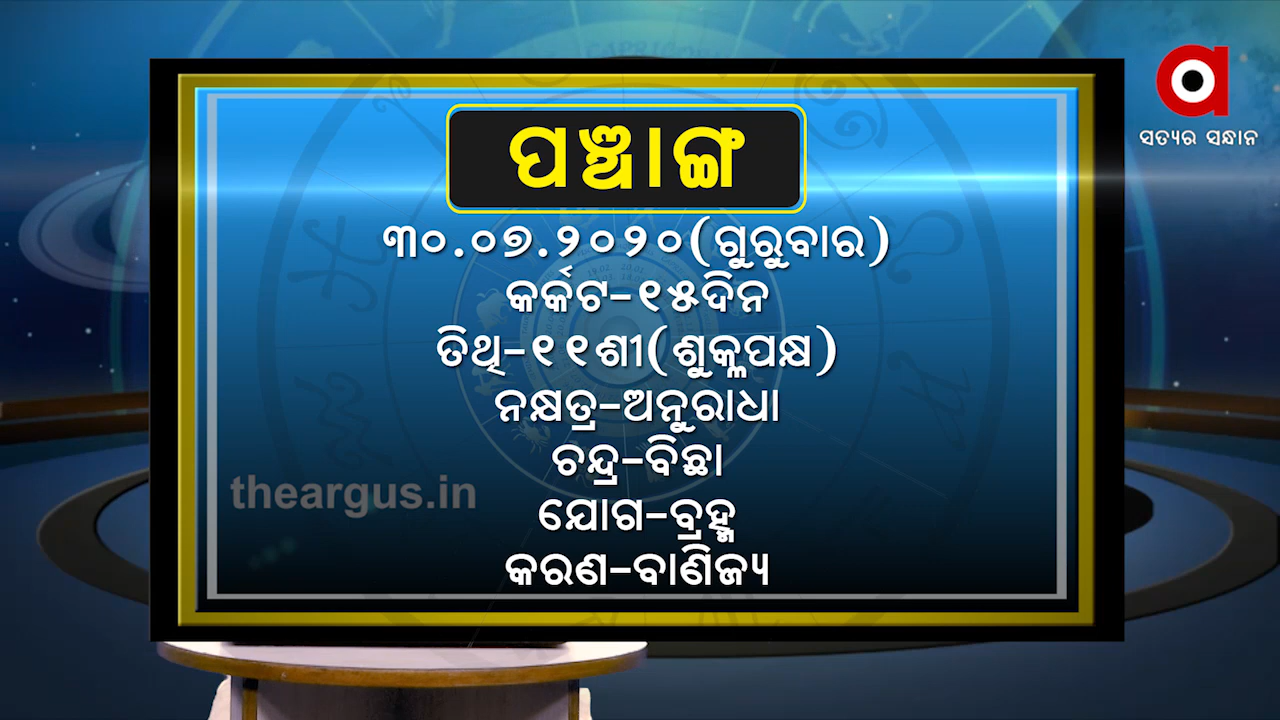 ପଞ୍ଚାଙ୍ଗ
ସତ୍ୟର ସନ୍ଧାନ
୩୦.୦୭.୨୦୨୦(ଗୁରୁବାର)
କର୍କଟ-୧୫ଦିନ
ତିଥି-୧୧ଶୀ(ଶୁକ୍ଳପକ୍ଷ)
ନକ୍ଷତ୍ର-ଅନୁରାଧା
ଚନ୍ଦ୍ର-ବିଛା
theargus.in
ଯୋଗ-ବ୍ରହ୍ମ
କରଣ-ବାଣିଜ୍ୟ